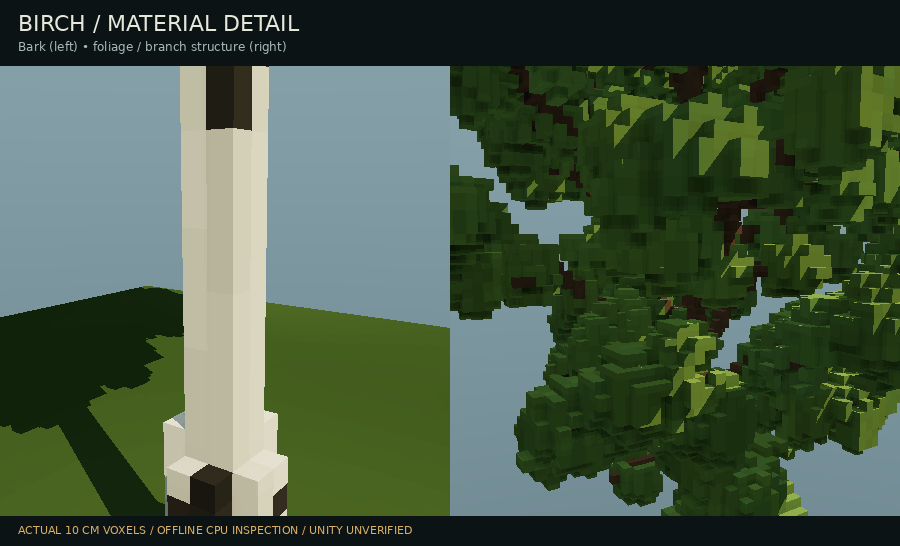 BIRCH / MATERIAL DETAIL
Bark (left) • foliage / branch structure (right)
ACTUAL 10 CM VOXELS / OFFLINE CPU INSPECTION / UNITY UNVERIFIED